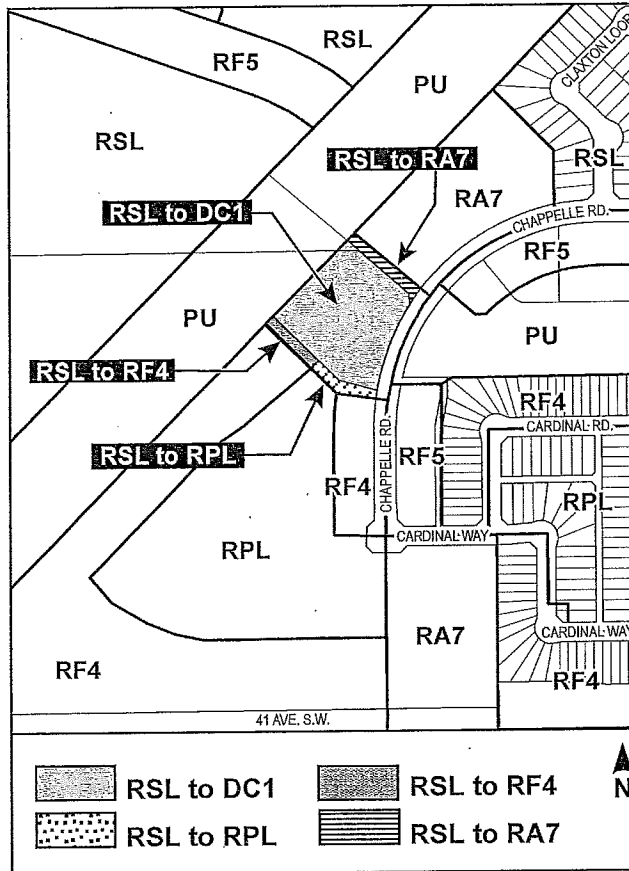 RSL
RF5
CLAXTON LOOP
PU
RSL
RSL to RA7
RSL
RA7
RSL to DC1
CHAPPELLE RD.
RF5
PU
PU
RSL to RF4
RF4
CARDINAL RD.
RSL to RPL
CHAPPELLE RD.
RF5
RF4
RPL
CARDINAL WAY
RPL
RA7
CARDINAL WAY
RF4
RF4
41 AVE. S.W.
RSL to DC1
RSL to RF4
N
RSL to RPL
RSL to RA7